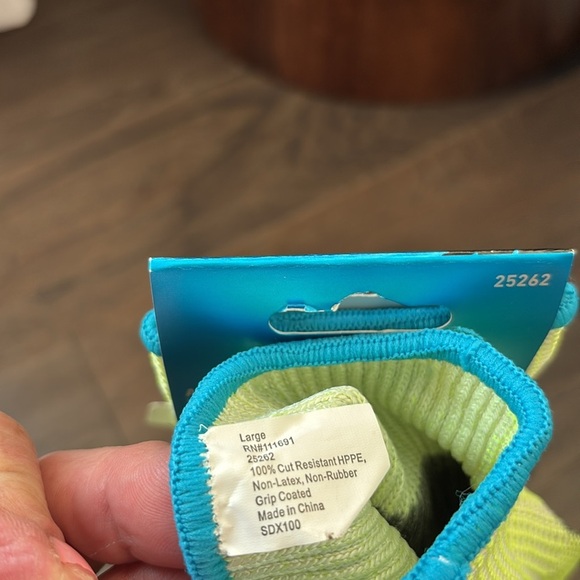 25262
Large
RN#111691
25262
100% Cut Resistant HPPE,
Non-Latex, Non-Rubber
Grip Coated
Made in China
SDX100